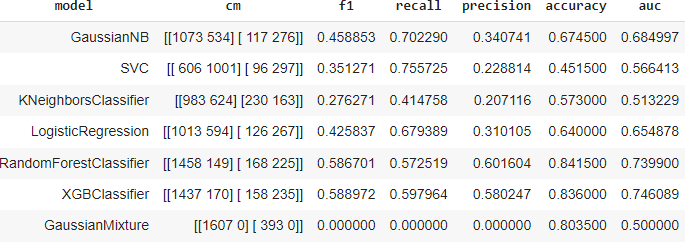 model cm f1 recall precision accuracy auc
GaussianNB [[1073 534] [ 117 276]] 0.458853 0.702290 0.340741 0.674500 0.684997
SVC [[ 606 1001] [ 96 297]] 0.351271 0.755725 0.228814 0.451500 0.566413
KNeighborsClassifier [[983 624] [230 163]] 0.276271 0.414758 0.207116 0.573000 0.513229
LogisticRegression [[1013 594] [ 126 267]] 0.425837 0.679389 0.310105 0.640000 0.654878
RandomForestClassifier [[1458 149] [ 168 225]] 0.586701 0.572519 0.601604 0.841500 0.739900
XGBClassifier [[1437 170] [ 158 235]] 0.588972 0.597964 0.580247 0.836000 0.746089
GaussianMixture [[1607 0] [ 393 0]] 0.000000 0.000000 0.000000 0.803500 0.500000